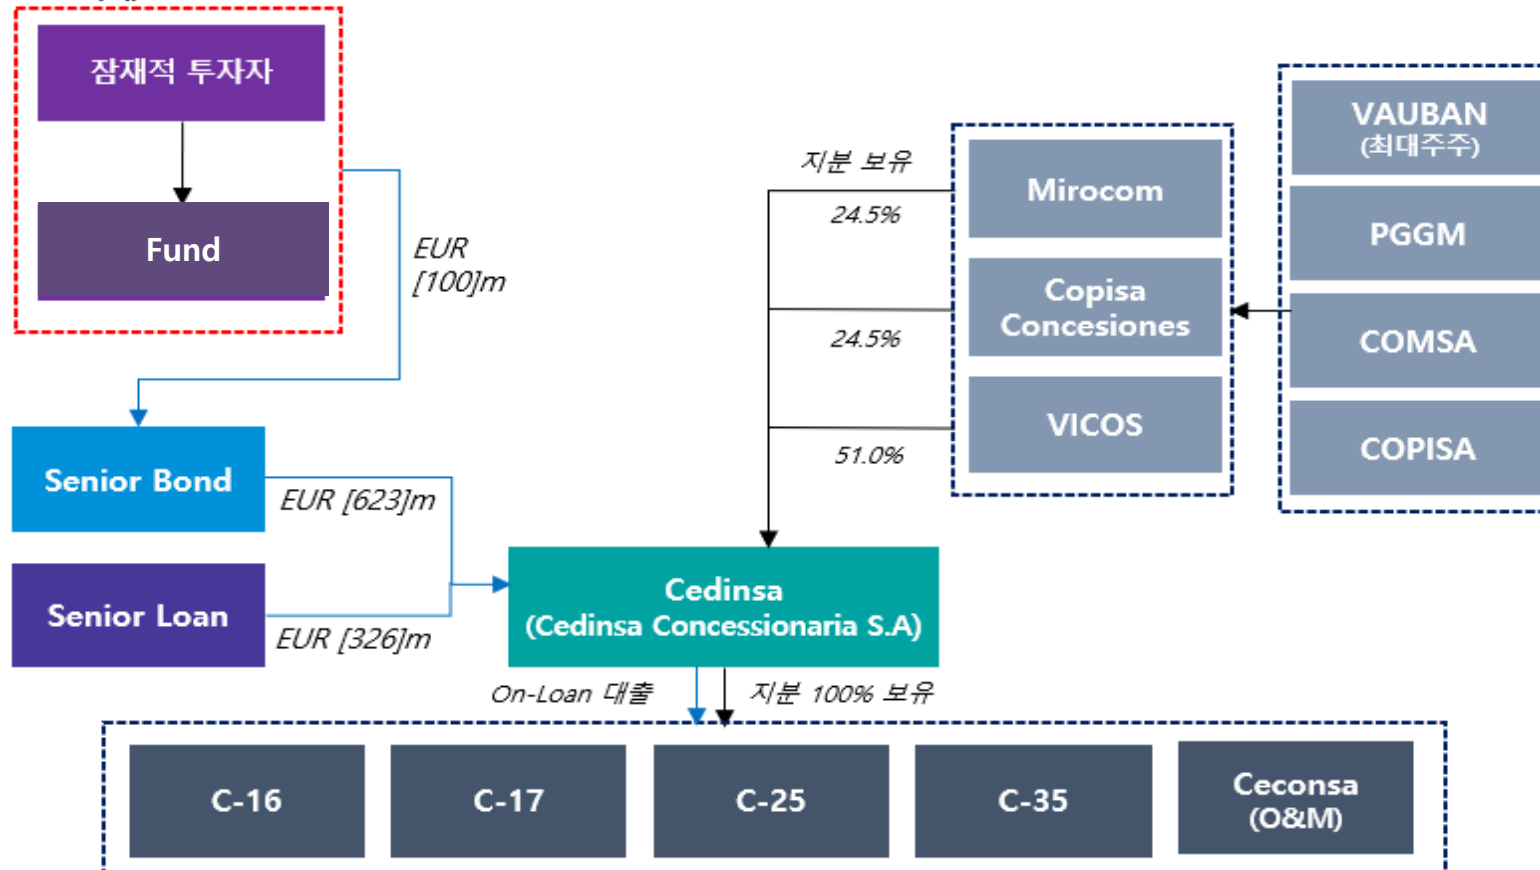 잠재적 투자자
Fund
EUR
[100]m
Senior Bond
EUR [623]m
Senior Loan
EUR [326]m
지분 보유
24.5%
24.5%
51.0%
Mirocom
Copisa
Concesiones
VICOS
VAUBAN
(최대주주)
PGGM
COMSA
COPISA
Cedinsa
(Cedinsa Concessionaria S.A)
On-Loan 대출
지분 100% 보유
C-16
C-17
C-25
C-35
Ceconsa
(O&M)